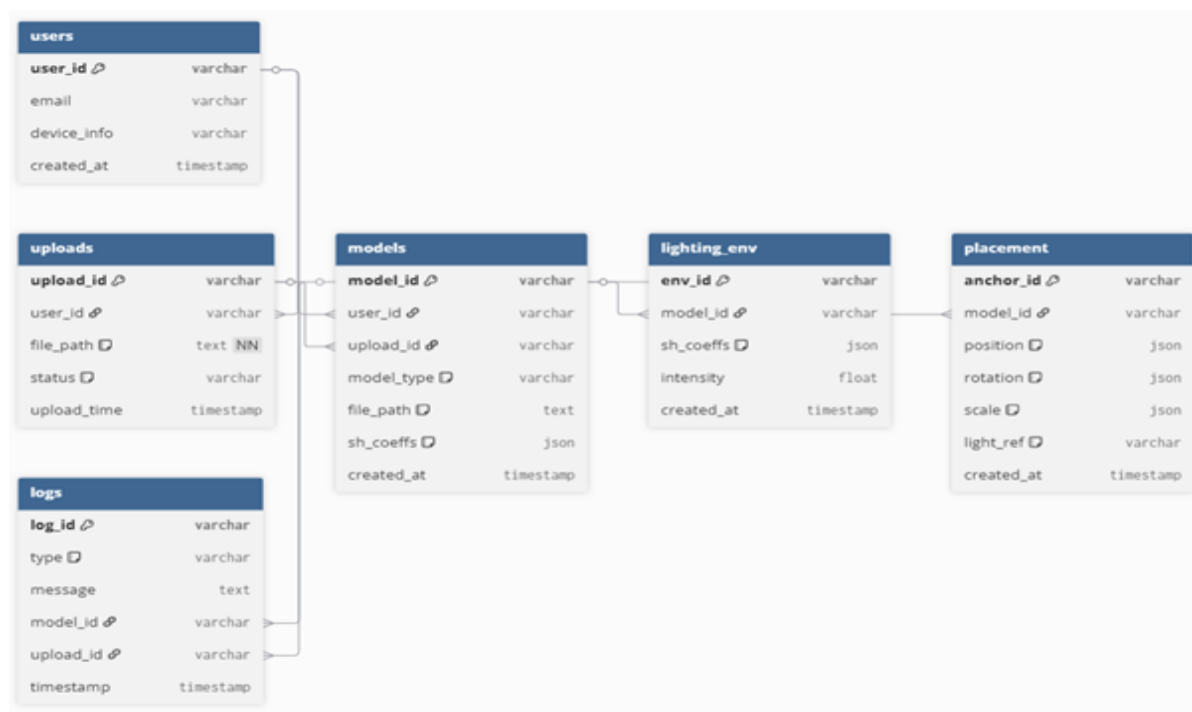 users
user_id varchar
email varchar
device_info varchar
created_at timestamp
uploads
upload_id varchar
user_id varchar
file_path text NN
status varchar
upload_time timestamp
models
model_id varchar
user_id varchar
upload_id varchar
model_type varchar
file_path text
sh_coeffs json
created_at timestamp
lighting_env
env_id varchar
model_id varchar
sh_coeffs json
intensity float
created_at timestamp
placement
anchor_id varchar
model_id varchar
position json
rotation json
scale json
light_ref varchar
created_at timestamp
logs
log_id varchar
type varchar
message text
model_id varchar
upload_id varchar
timestamp timestamp